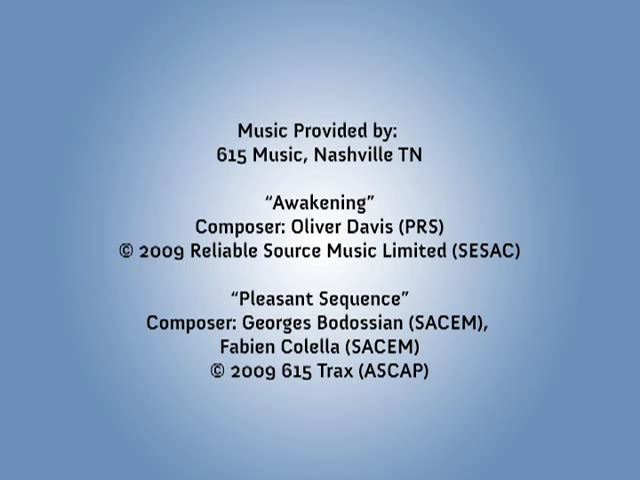 Music Provided by:
615 Music, Nashville TN
“Awakening”
Composer: Oliver Davis (PRS)
© 2009 Reliable Source Music Limited (SESAC)
“Pleasant Sequence”
Composer: Georges Bodossian (SACEM),
Fabien Colella (SACEM)
© 2009 615 Trax (ASCAP)